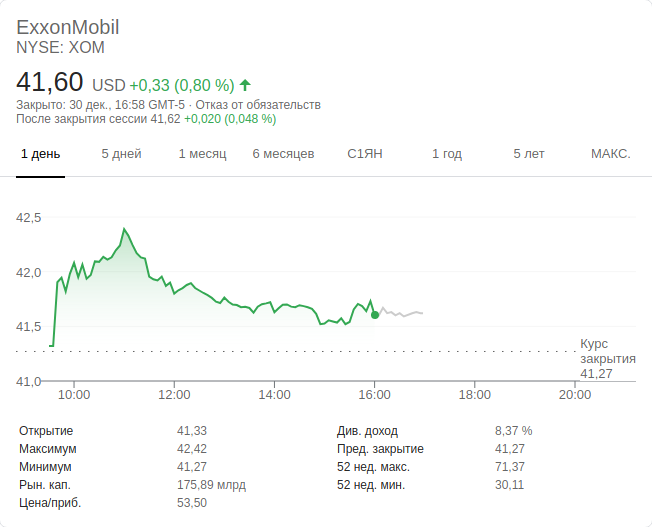 ExxonMobil
NYSE: XOM
41,60 USD +0,33 (0,80 %)
Закрыто: 30 дек., 16:58 GMT-5 · Отказ от обязательств
После закрытия сессии 41,62 +0,020 (0,048 %)
1 день 5 дней 1 месяц 6 месяцев С1ЯН 1 год 5 лет МАКС.
42,5
42,0
41,5
41,0
Курс
закрытия
41,27
10:00 12:00 14:00 16:00 18:00 20:00
Открытие 41,33 Див. доход 8,37 %
Максимум 42,42 Пред. закрытие 41,27
Минимум 41,27 52 нед. макс. 71,37
Рын. кап. 175,89 млрд 52 нед. мин. 30,11
Цена/приб. 53,50